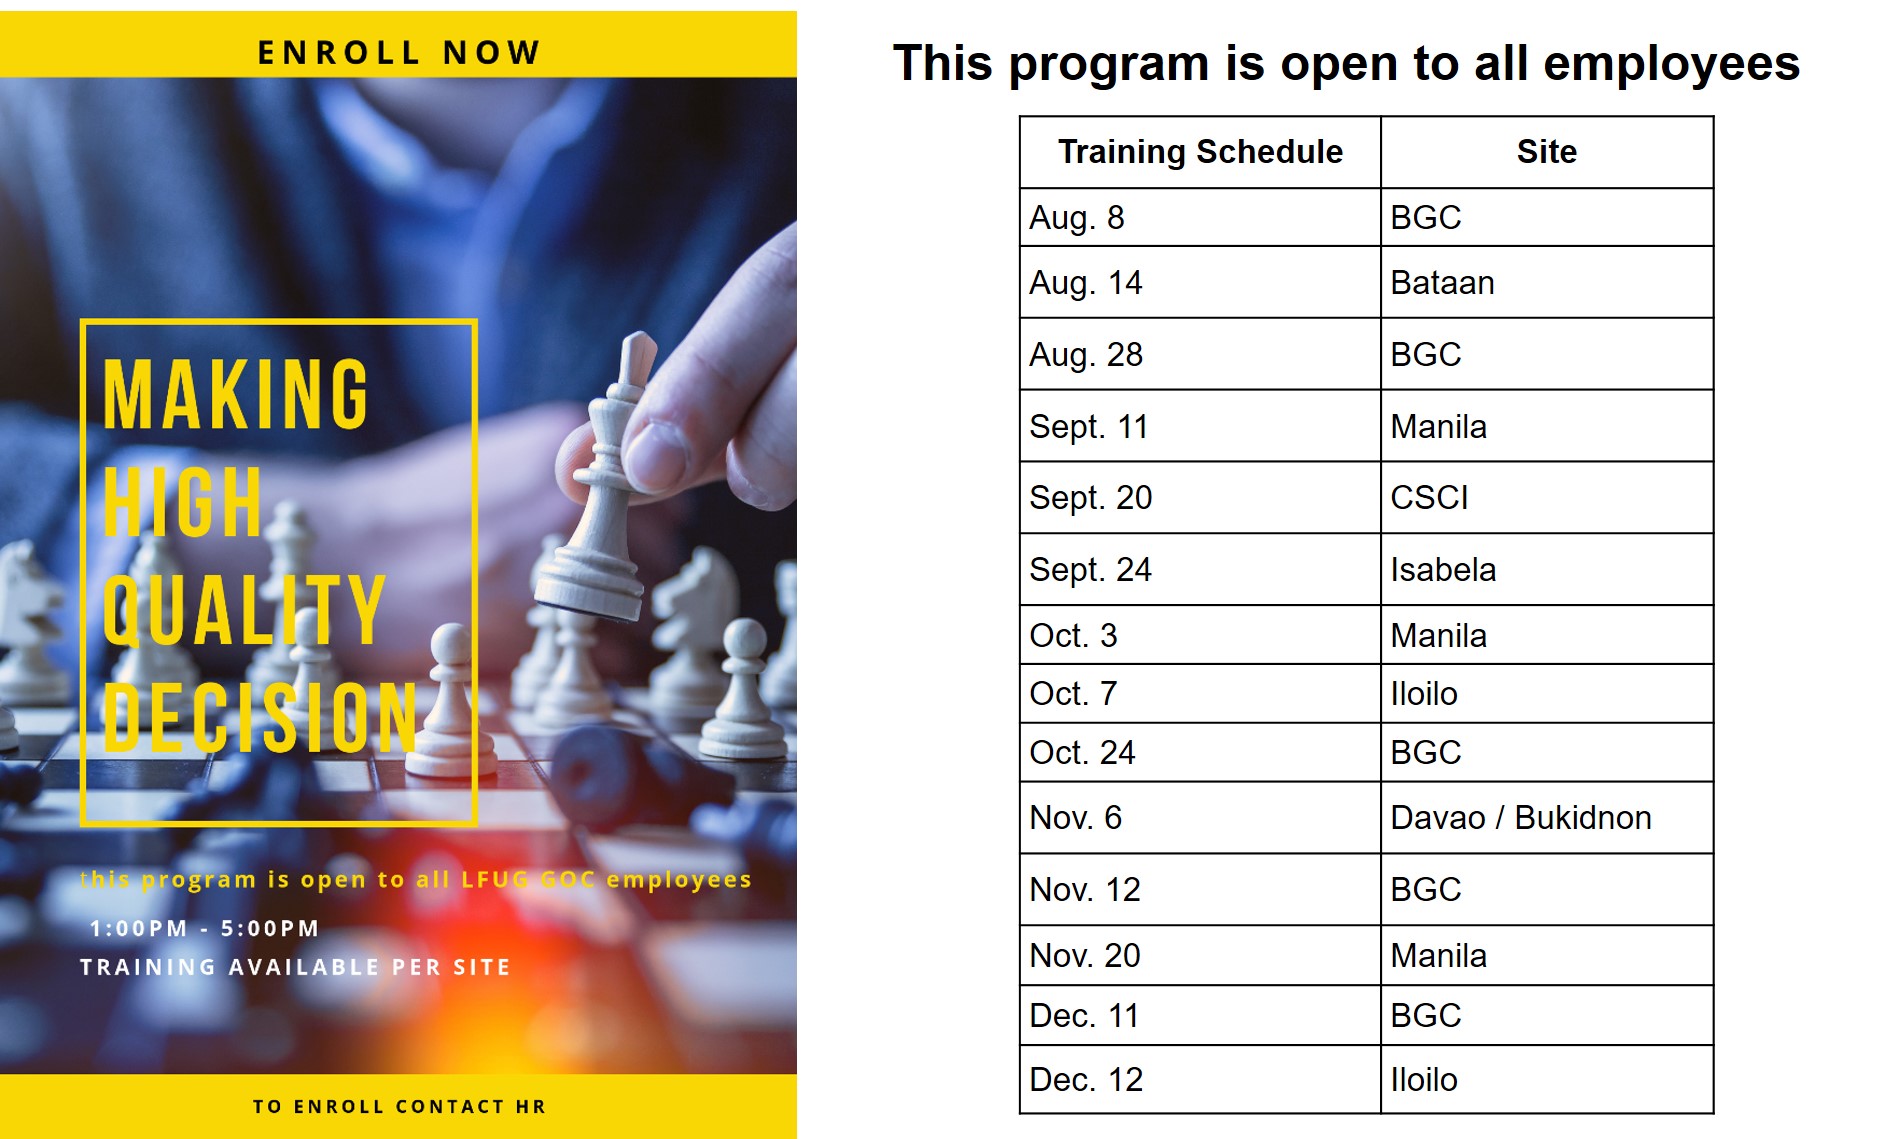 ENROLL NOW
MAKING
HIGH
QUALITY
DECISION
this program is open to all LFUG GOC employees
1:00PM - 5:00PM
TRAINING AVAILABLE PER SITE
TO ENROLL CONTACT HR
This program is open to all employees
Training Schedule Site
Aug. 8 BGC
Aug. 14 Bataan
Aug. 28 BGC
Sept. 11 Manila
Sept. 20 CSCI
Sept. 24 Isabela
Oct. 3 Manila
Oct. 7 Iloilo
Oct. 24 BGC
Nov. 6 Davao / Bukidnon
Nov. 12 BGC
Nov. 20 Manila
Dec. 11 BGC
Dec. 12 Iloilo